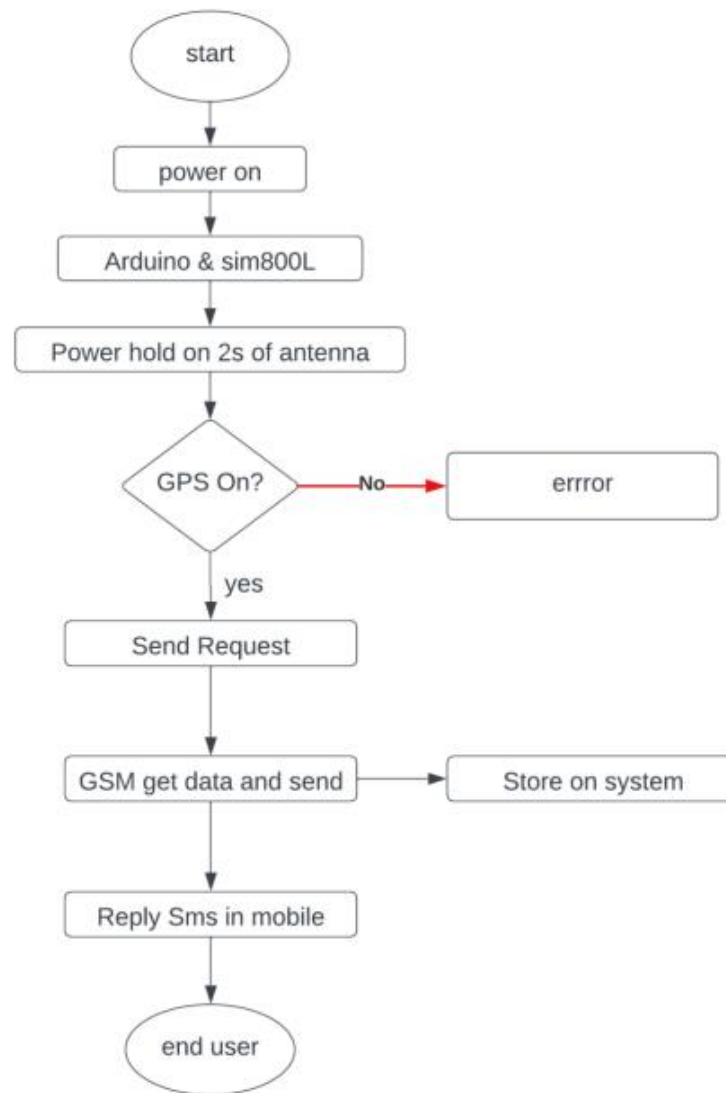 start
power on
Arduino & sim800L
Power hold on 2s of antenna
GPS On?
No
errror
yes
Send Request
GSM get data and send
Store on system
Reply Sms in mobile
end user